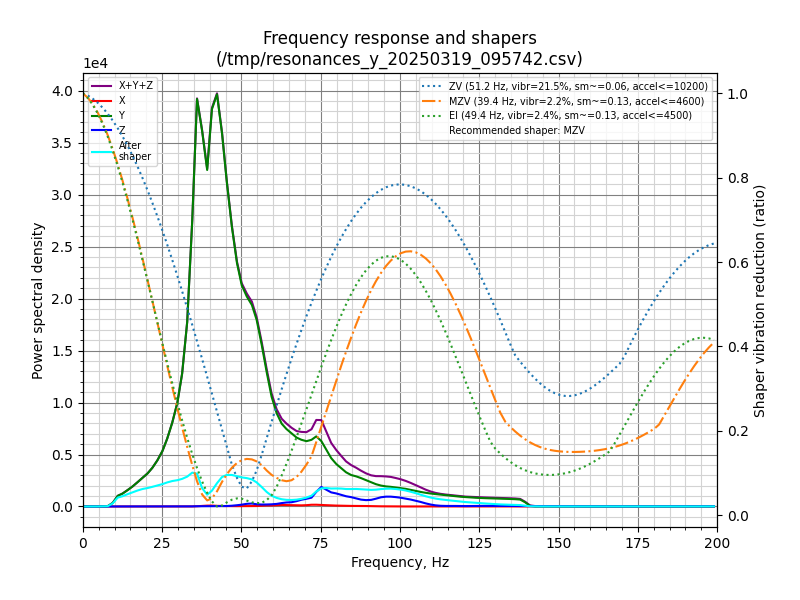 Frequency response and shapers
(/tmp/resonances_y_20250319_095742.csv)
1e4
X+Y+Z
X
Y
Z
After
shaper
ZV (51.2 Hz, vibr=21.5%, sm~=0.06, accel<=10200)
MZV (39.4 Hz, vibr=2.2%, sm~=0.13, accel<=4600)
EI (49.4 Hz, vibr=2.4%, sm~=0.13, accel<=4500)
Recommended shaper: MZV
4.0
3.5
3.0
2.5
2.0
1.5
1.0
0.5
0.0
Power spectral density
1.0
0.8
0.6
0.4
0.2
0.0
Shaper vibration reduction (ratio)
0 25 50 75 100 125 150 175 200
Frequency, Hz